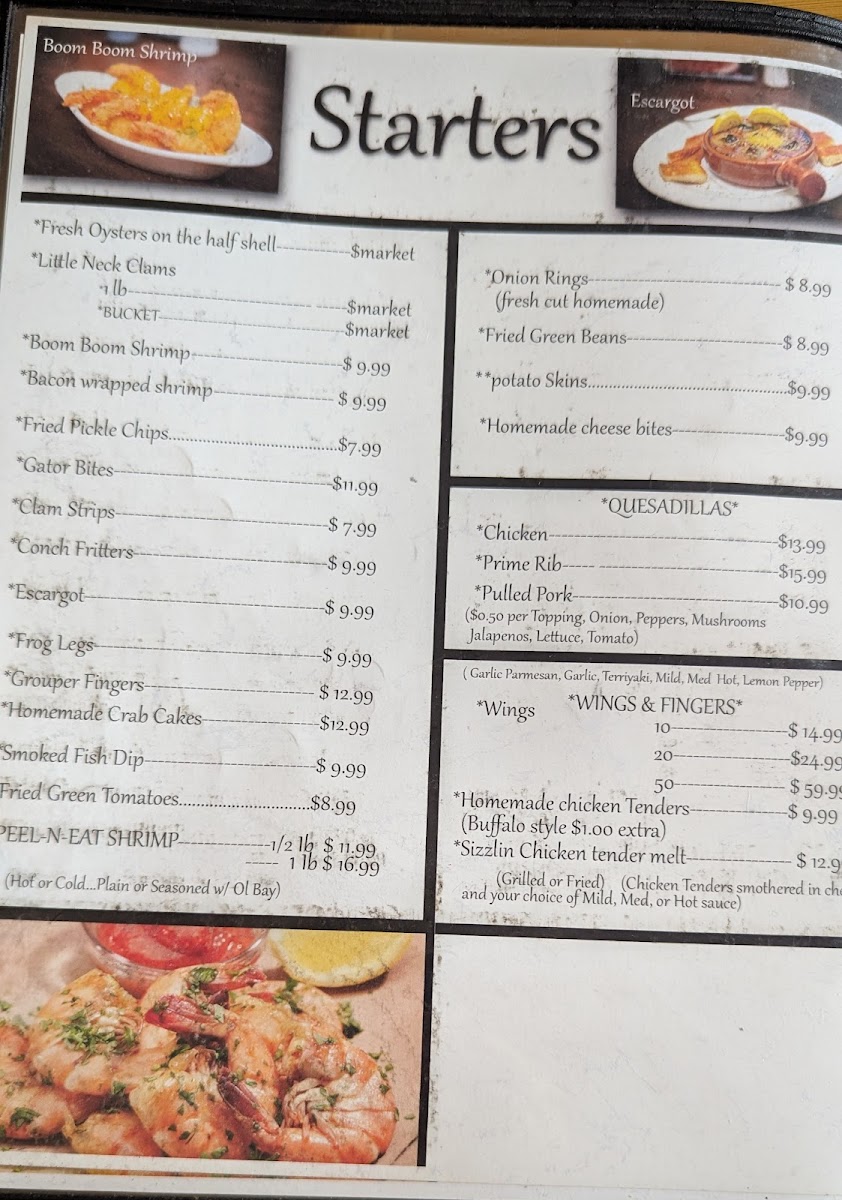 Boom Boom Shrimp
Starters
Escargot
*Fresh Oysters on the half shell------------$market
*Little Neck Clams
*1 lb------------$market
*BUCKET------------$market
*Boom Boom Shrimp------------$ 9.99
*Bacon wrapped shrimp------------$ 9.99
*Fried Pickle Chips............$7.99
*Gator Bites------------$11.99
*Clam Strips------------$ 7.99
*Conch Fritters------------$ 9.99
*Escargot------------$ 9.99
*Frog Legs------------$ 9.99
*Grouper Fingers------------$ 12.99
*Homemade Crab Cakes------------$12.99
*Smoked Fish Dip------------$ 9.99
Fried Green Tomatoes............$8.99
PEEL-N-EAT SHRIMP------------1/2 lb $ 11.99
----- 1 lb $ 16.99
(Hot or Cold...Plain or Seasoned w/ Ol Bay)
*Onion Rings------------$ 8.99
(fresh cut homemade)
*Fried Green Beans------------$ 8.99
**potato Skins............$9.99
*Homemade cheese bites------------$9.99
*QUESADILLAS*
*Chicken------------$13.99
*Prime Rib------------$15.99
*Pulled Pork------------$10.99
($0.50 per Topping, Onion, Peppers, Mushrooms
Jalapenos, Lettuce, Tomato)
( Garlic Parmesan, Garlic, Terriyaki, Mild, Med Hot, Lemon Pepper)
*WINGS & FINGERS*
*Wings
10------------$ 14.99
20------------$24.99
50------------$ 59.99
*Homemade chicken Tenders------------$ 9.99
(Buffalo style $1.00 extra)
*Sizzlin Chicken tender melt------------$ 12.9
(Grilled or Fried) (Chicken Tenders smothered in che
and your choice of Mild, Med, or Hot sauce)